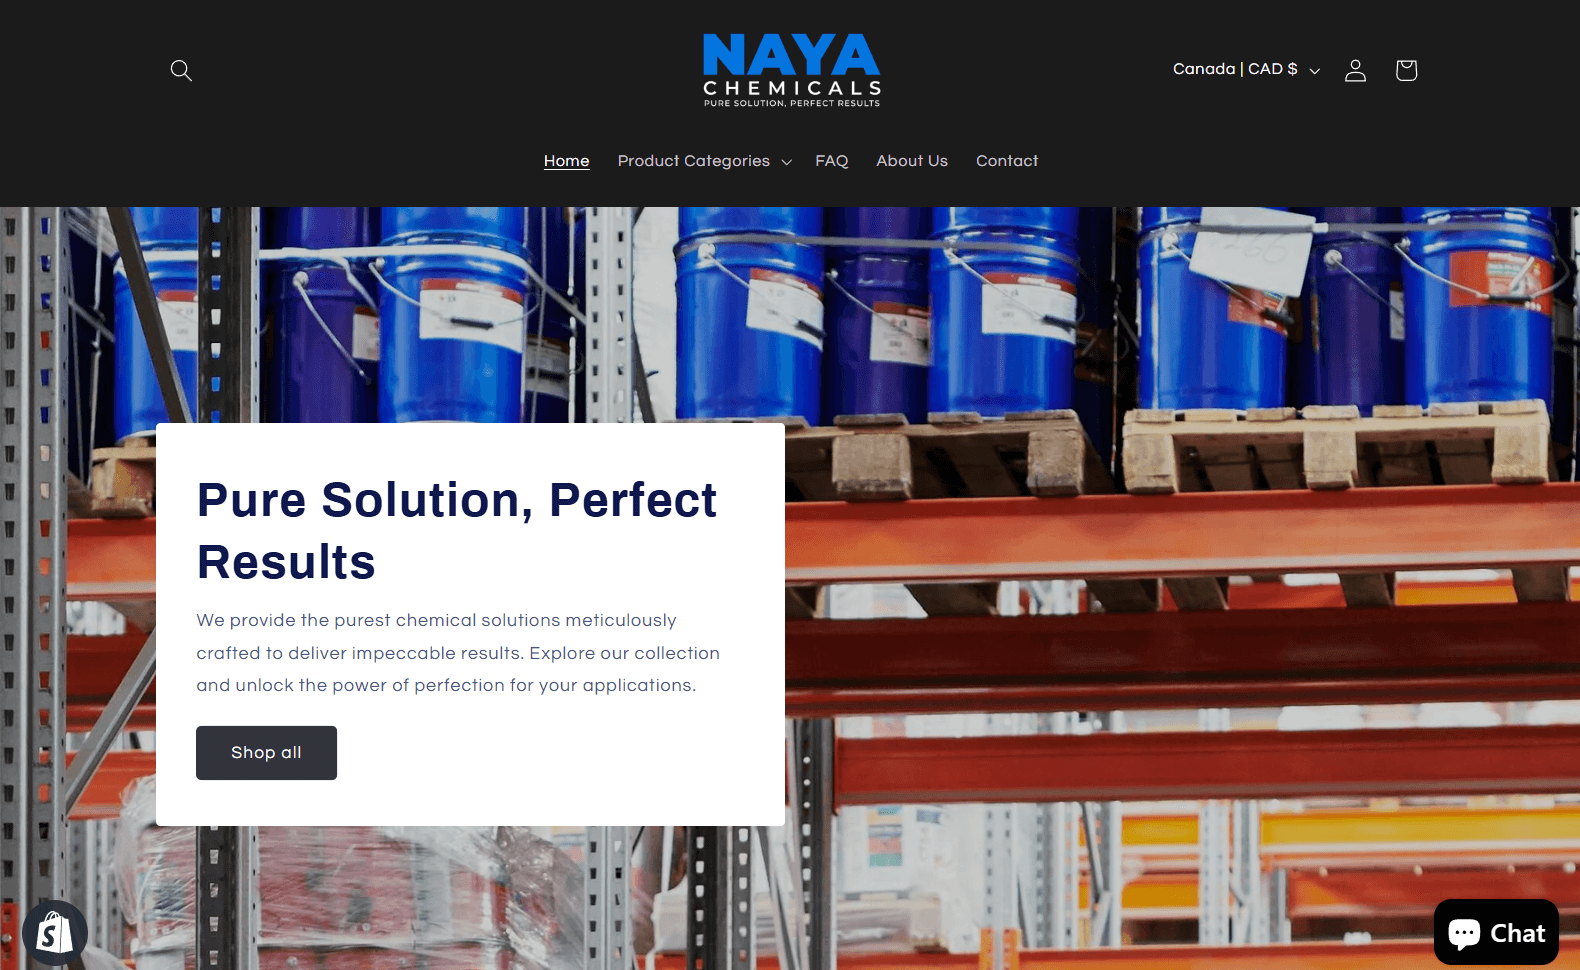 NAYA
CHEMICALS
PURE SOLUTION, PERFECT RESULTS
Canada | CAD $
Home
Product Categories
FAQ
About Us
Contact
Pure Solution, Perfect
Results
We provide the purest chemical solutions meticulously
crafted to deliver impeccable results. Explore our collection
and unlock the power of perfection for your applications.
Shop all
Chat